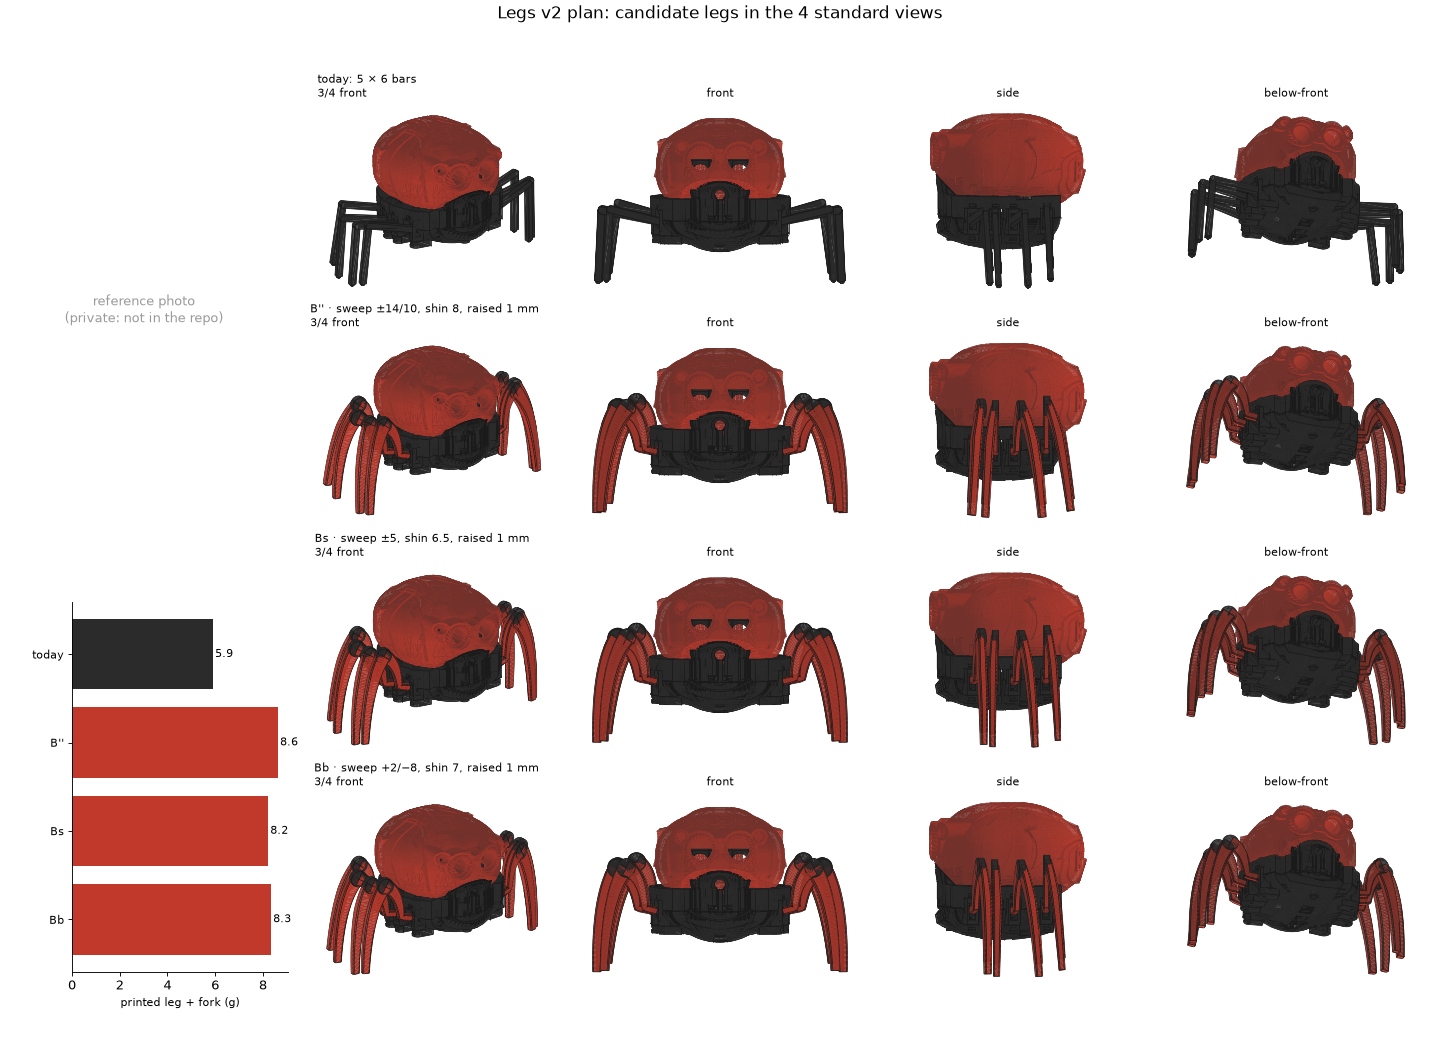 Legs v2 plan: candidate legs in the 4 standard views
today: 5 × 6 bars
3/4 front
front
side
below-front
reference photo
(private: not in the repo)
B'' · sweep ±14/10, shin 8, raised 1 mm
3/4 front
front
side
below-front
Bs · sweep ±5, shin 6.5, raised 1 mm
3/4 front
front
side
below-front
Bb · sweep +2/−8, shin 7, raised 1 mm
3/4 front
front
side
below-front
today
5.9
B''
8.6
Bs
8.2
Bb
8.3
0 2 4 6 8
printed leg + fork (g)